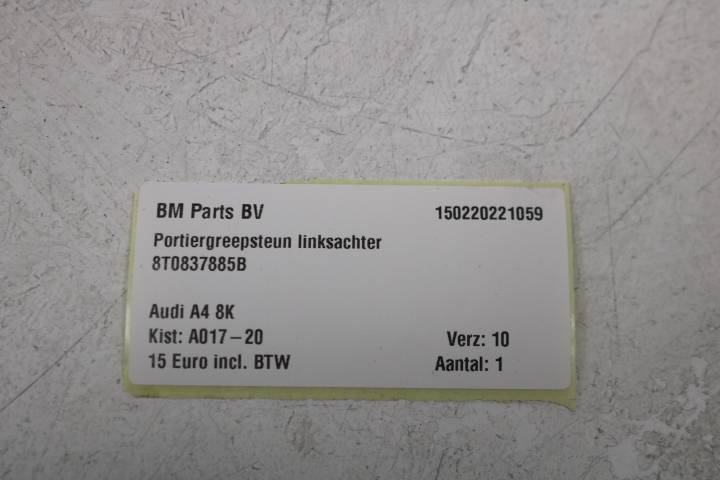 BM Parts BV 150220221059
Portiergreepsteun linksachter
8T0837885B
Audi A4 8K
Kist: A017-20 Verz: 10
15 Euro incl. BTW Aantal: 1